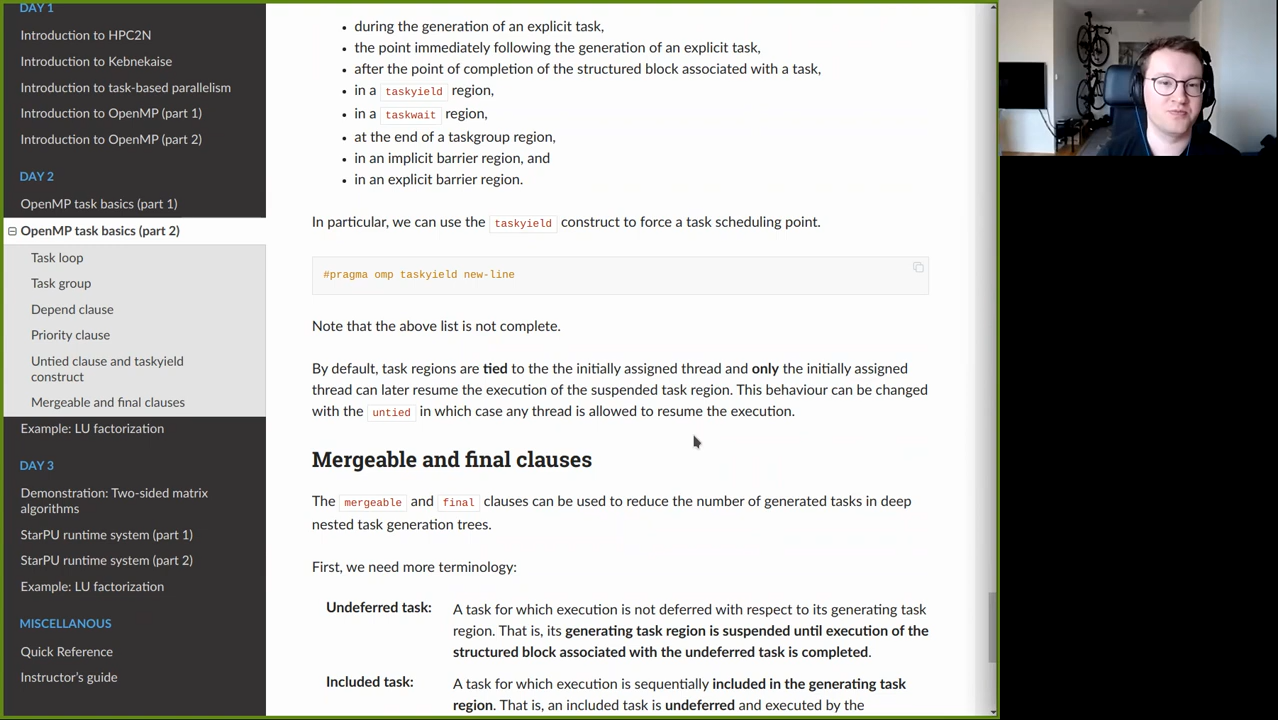 DAY 1
Introduction to HPC2N
Introduction to Kebnekaise
Introduction to task-based parallelism
Introduction to OpenMP (part 1)
Introduction to OpenMP (part 2)
DAY 2
OpenMP task basics (part 1)
OpenMP task basics (part 2)
Task loop
Task group
Depend clause
Priority clause
Untied clause and taskyield
construct
Mergeable and final clauses
Example: LU factorization
DAY 3
Demonstration: Two-sided matrix
algorithms
StarPU runtime system (part 1)
StarPU runtime system (part 2)
Example: LU factorization
MISCELLANOUS
Quick Reference
Instructor's guide
• during the generation of an explicit task,
• the point immediately following the generation of an explicit task,
• after the point of completion of the structured block associated with a task,
• in a taskyield region,
• in a taskwait region,
• at the end of a taskgroup region,
• in an implicit barrier region, and
• in an explicit barrier region.
In particular, we can use the taskyield construct to force a task scheduling point.
#pragma omp taskyield new-line
Note that the above list is not complete.
By default, task regions are tied to the the initially assigned thread and only the initially assigned
thread can later resume the execution of the suspended task region. This behaviour can be changed
with the untied in which case any thread is allowed to resume the execution.
Mergeable and final clauses
The mergeable and final clauses can be used to reduce the number of generated tasks in deep
nested task generation trees.
First, we need more terminology:
Undeferred task: A task for which execution is not deferred with respect to its generating task
region. That is, its generating task region is suspended until execution of the
structured block associated with the undeferred task is completed.
Included task: A task for which execution is sequentially included in the generating task
region. That is, an included task is undeferred and executed by the